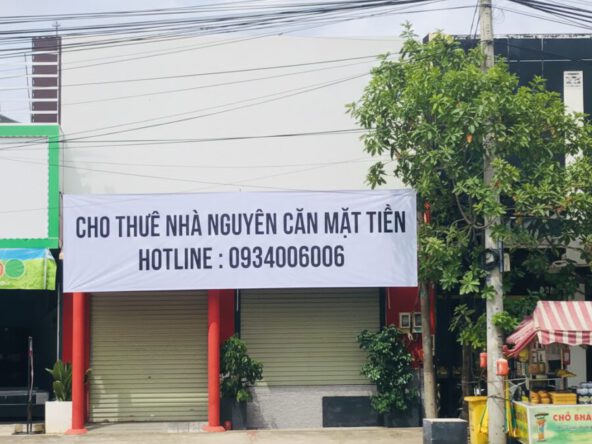 CHO THUÊ NHÀ NGUYÊN CĂN MẶT TIỀN
HOTLINE : 0934006006